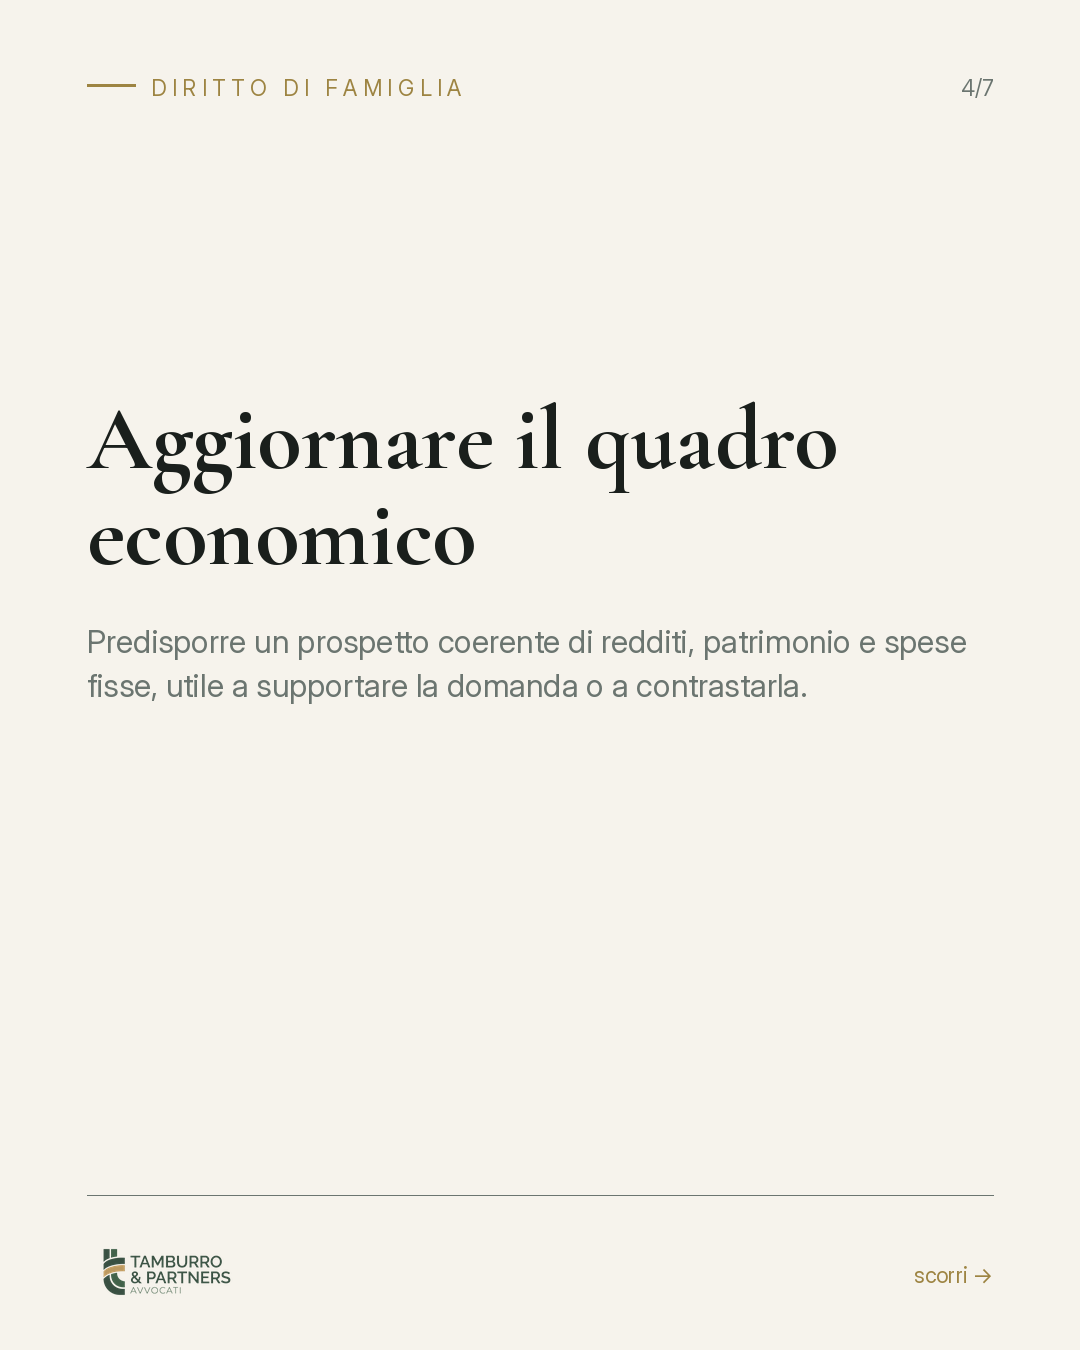 DIRITTO DI FAMIGLIA
4/7
Aggiornare il quadro
economico
Predisporre un prospetto coerente di redditi, patrimonio e spese
fisse, utile a supportare la domanda o a contrastarla.
TAMBURRO
& PARTNERS
AVVOCATI
scorri →